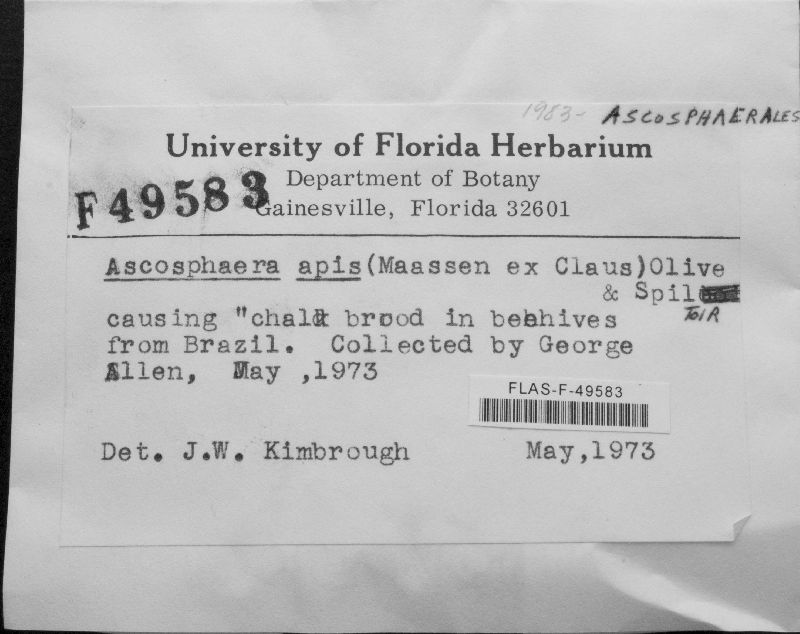 1983- ASCOSPHAERALES
University of Florida Herbarium
F49583 Department of Botany
Gainesville, Florida 32601
Ascosphaera apis(Maassen ex Claus)Olive
& Spil
causing "chalk brood in beehives ToIR
from Brazil. Collected by George
Allen, May ,1973
FLAS-F-49583
Det. J.W. Kimbrough May,1973